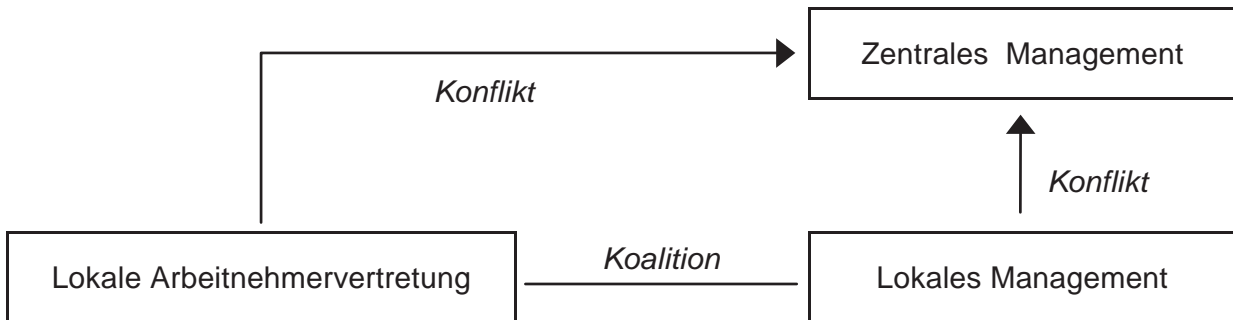 Zentrales Management
Konflikt
Konflikt
Koalition
Lokale Arbeitnehmervertretung
Lokales Management